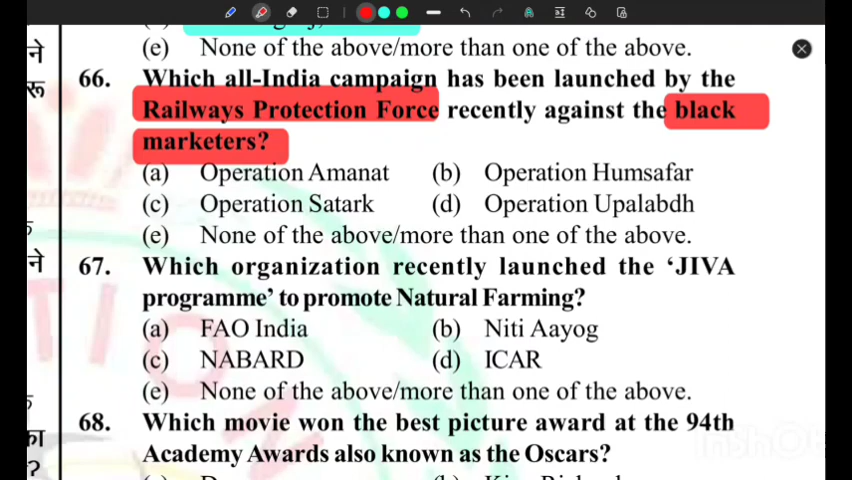 ने
(e) None of the above/more than one of the above.
रू
66. Which all-India campaign has been launched by the
Railways Protection Force recently against the black
marketers?
(a) Operation Amanat (b) Operation Humsafar
(c) Operation Satark (d) Operation Upalabdh
(e) None of the above/more than one of the above.
ने
67. Which organization recently launched the ‘JIVA
programme’ to promote Natural Farming?
(a) FAO India (b) Niti Aayog
(c) NABARD (d) ICAR
(e) None of the above/more than one of the above.
68. Which movie won the best picture award at the 94th
का
Academy Awards also known as the Oscars?
?
InShOt